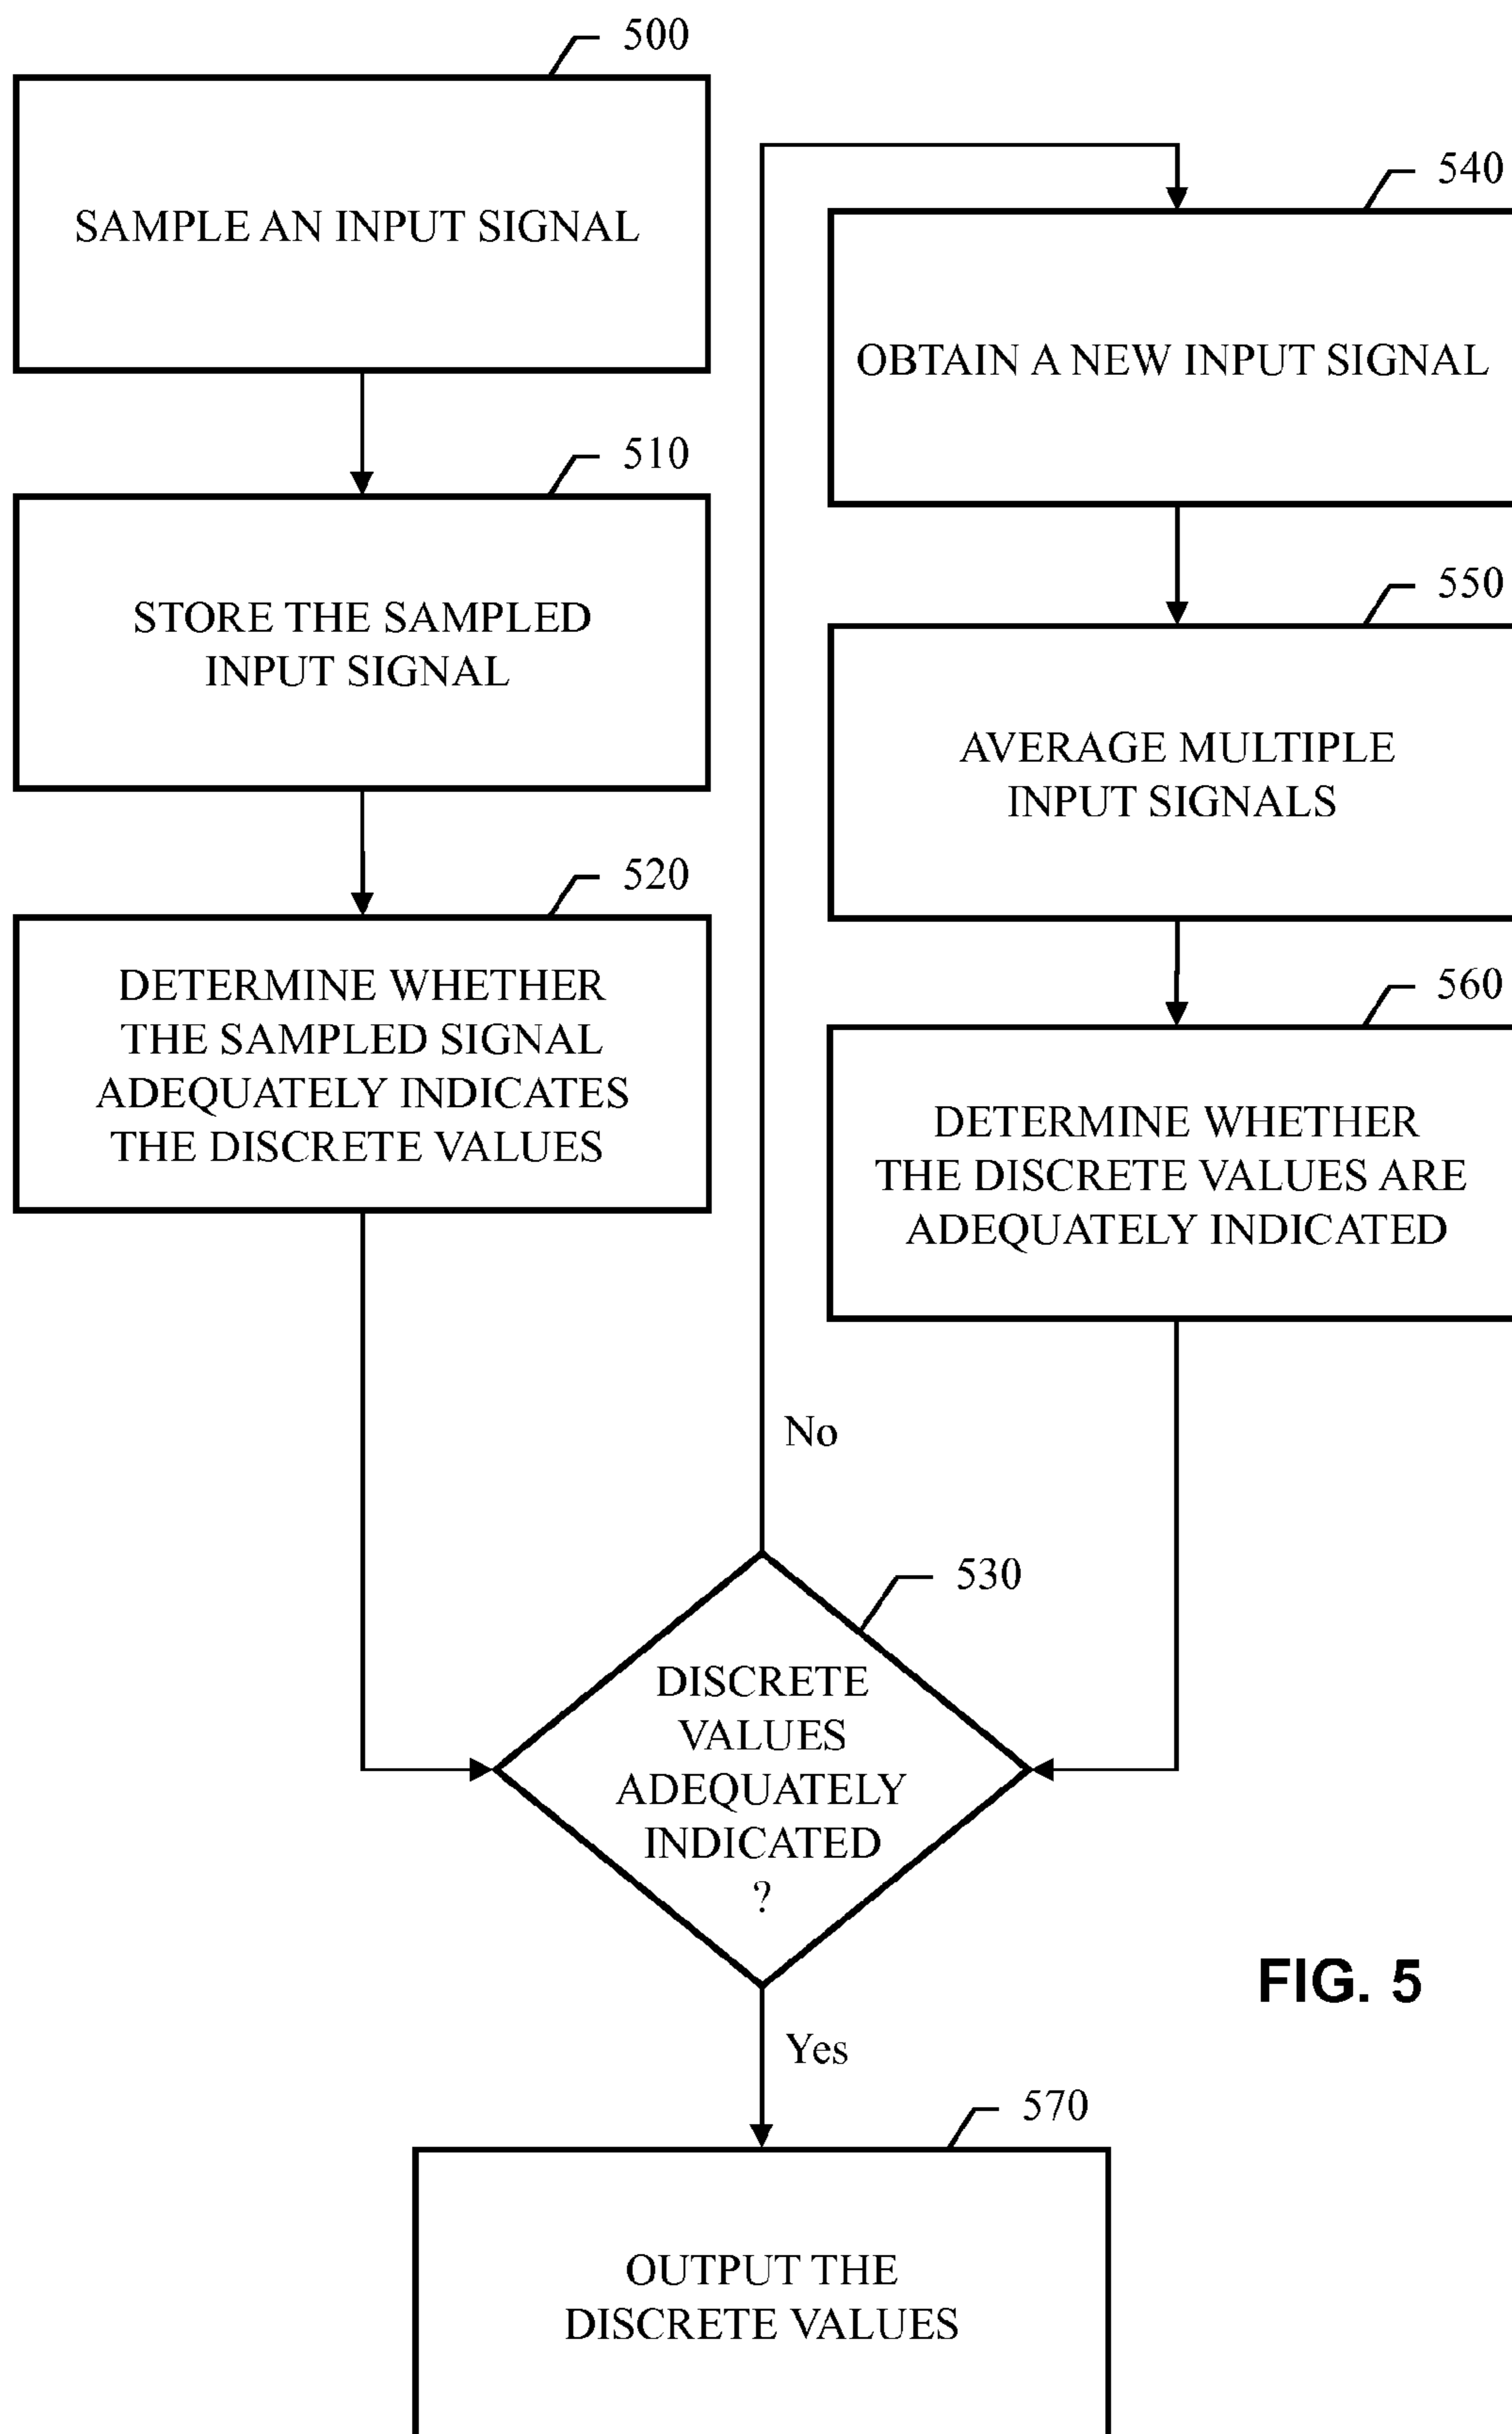 500
SAMPLE AN INPUT SIGNAL
510
STORE THE SAMPLED
INPUT SIGNAL
520
DETERMINE WHETHER
THE SAMPLED SIGNAL
ADEQUATELY INDICATES
THE DISCRETE VALUES
540
OBTAIN A NEW INPUT SIGNAL
550
AVERAGE MULTIPLE
INPUT SIGNALS
560
DETERMINE WHETHER
THE DISCRETE VALUES ARE
ADEQUATELY INDICATED
No
530
DISCRETE
VALUES
ADEQUATELY
INDICATED
?
Yes
FIG. 5
570
OUTPUT THE
DISCRETE VALUES